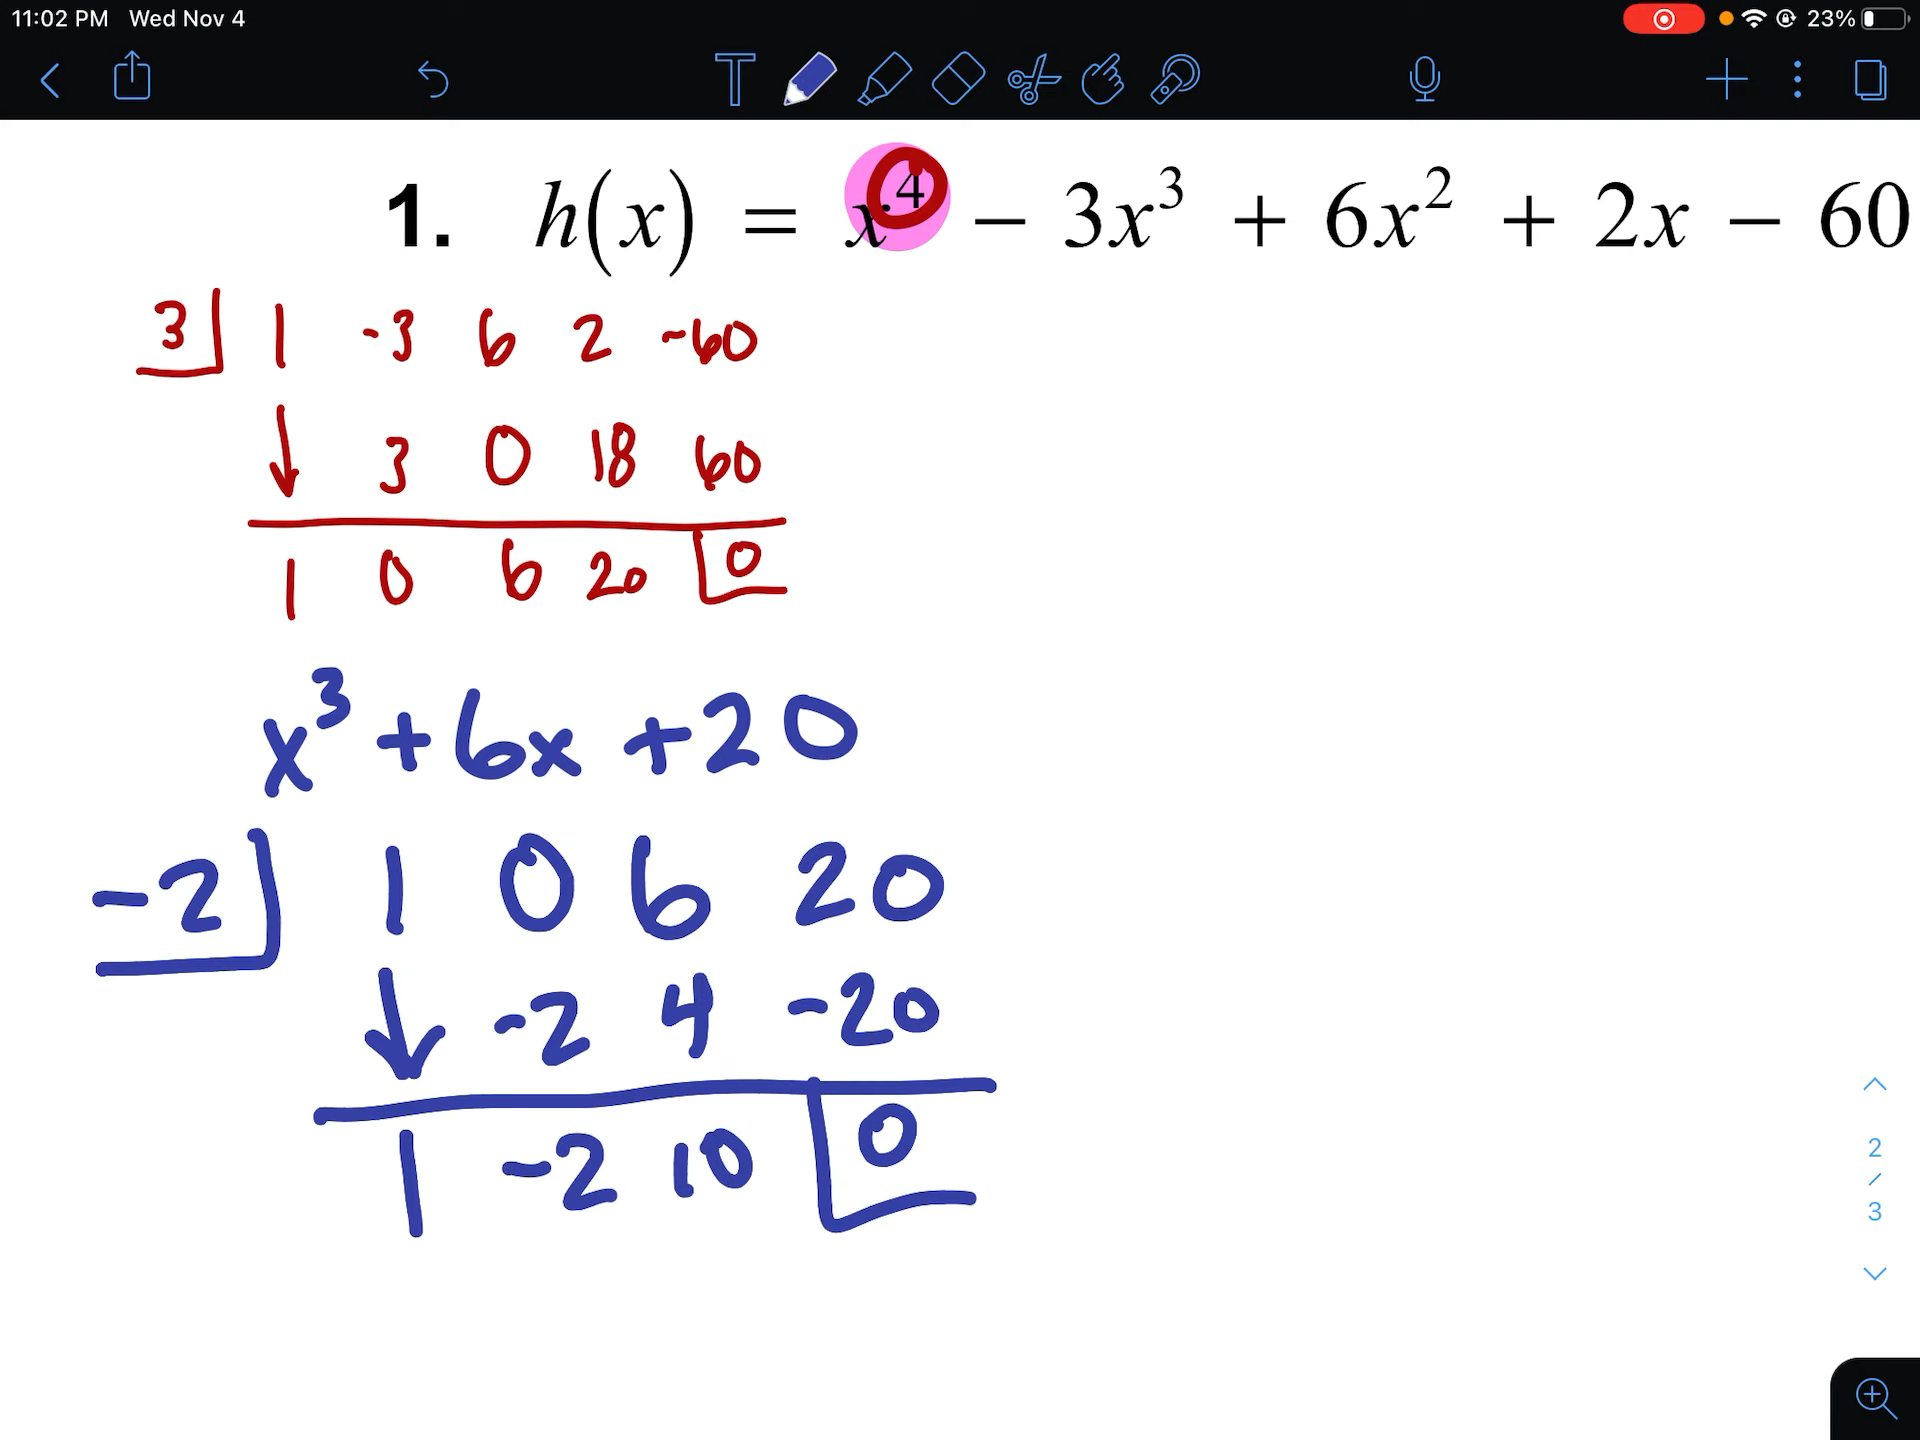 11:02 PM Wed Nov 4 23%
T
1. h(x) = x⁴ − 3x³ + 6x² + 2x − 60
3 1 -3 6 2 -60
3 0 18 60
1 0 6 20 0
x³ + 6x + 20
-2 1 0 6 20
-2 4 -20
1 -2 10 0
2
/
3